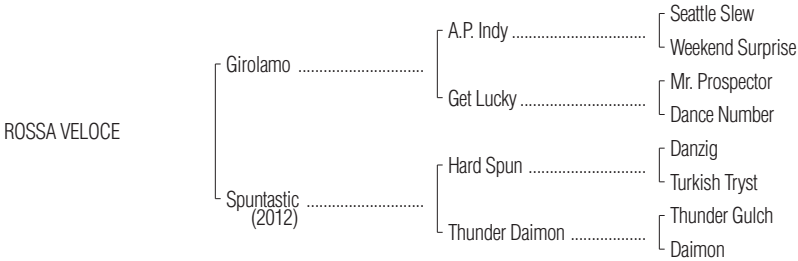 Seattle Slew
A.P. Indy ..................................
Weekend Surprise
Girolamo ................................
Mr. Prospector
Get Lucky ................................
Dance Number
ROSSA VELOCE
Danzig
Hard Spun ..............................
Turkish Tryst
Spuntastic ..............................
(2012)
Thunder Gulch
Thunder Daimon ....................
Daimon